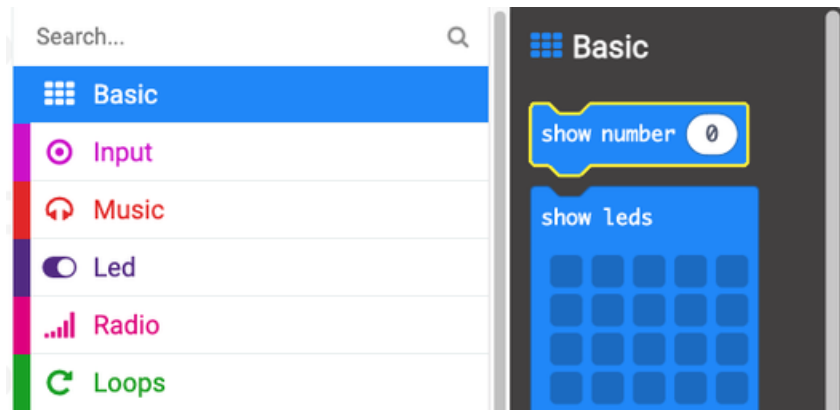 Search...
Basic
Input
Music
Led
Radio
Loops
Basic
show number 0
show leds